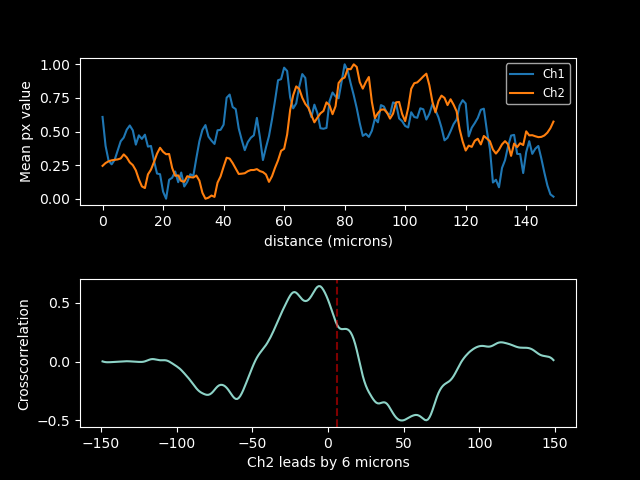 1.00
0.75
0.50
0.25
0.00
Mean px value
Ch1
Ch2
0 20 40 60 80 100 120 140
distance (microns)
0.5
0.0
−0.5
Crosscorrelation
−150 −100 −50 0 50 100 150
Ch2 leads by 6 microns